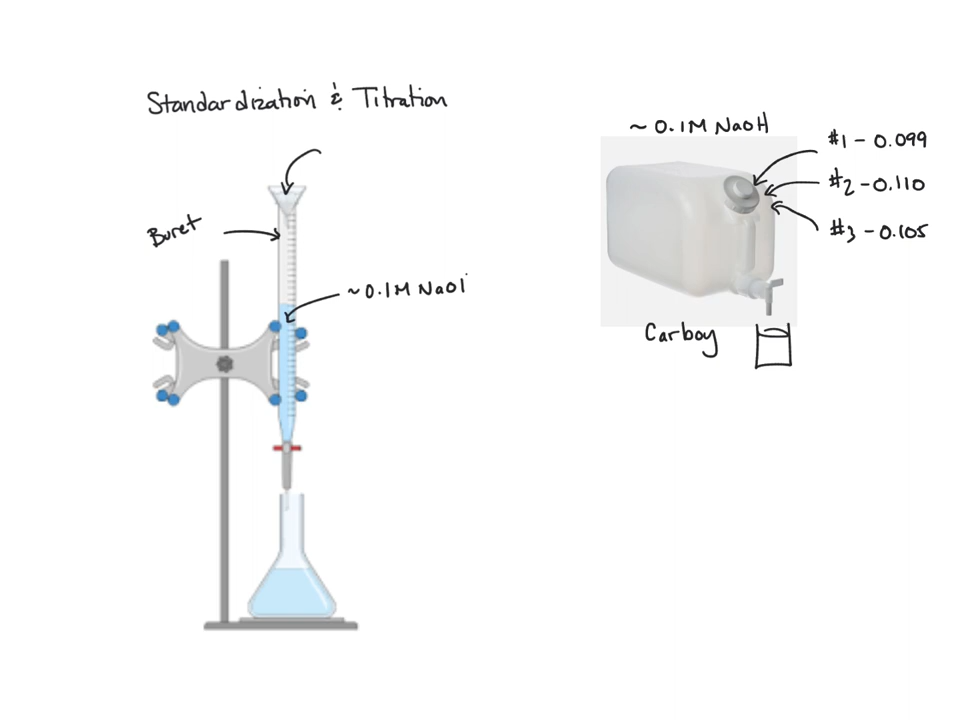 Standardization & Titration
Buret
~0.1M NaOH
~ 0.1M NaOH
#1 - 0.099
#2 - 0.110
#3 - 0.105
Carboy